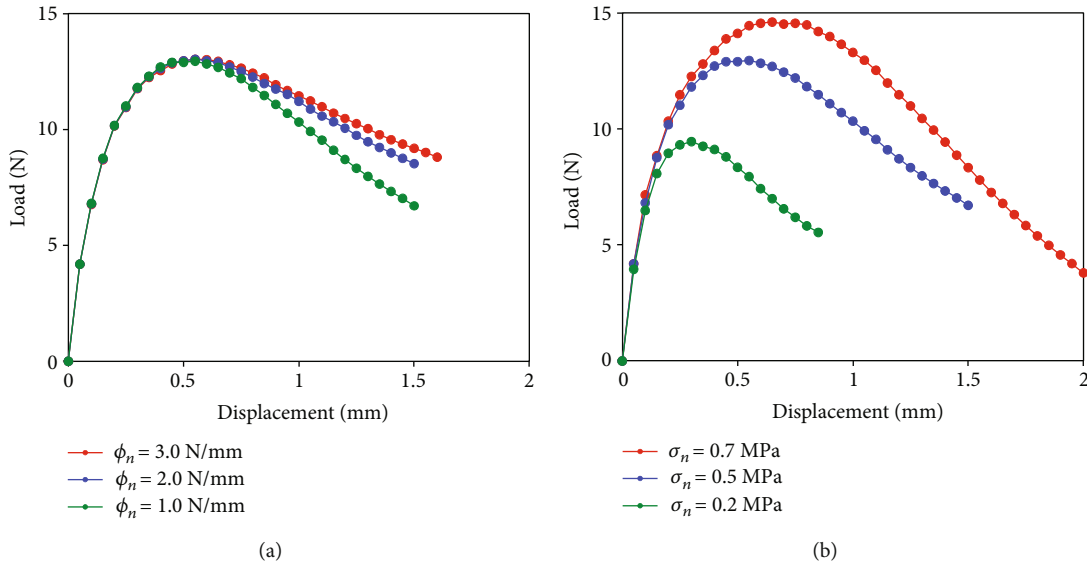 15
10
5
0
Load (N)
0
0.5
1
1.5
2
Displacement (mm)
ϕn = 3.0 N/mm
ϕn = 2.0 N/mm
ϕn = 1.0 N/mm
(a)
15
10
5
0
Load (N)
0
0.5
1
1.5
2
Displacement (mm)
σn = 0.7 MPa
σn = 0.5 MPa
σn = 0.2 MPa
(b)